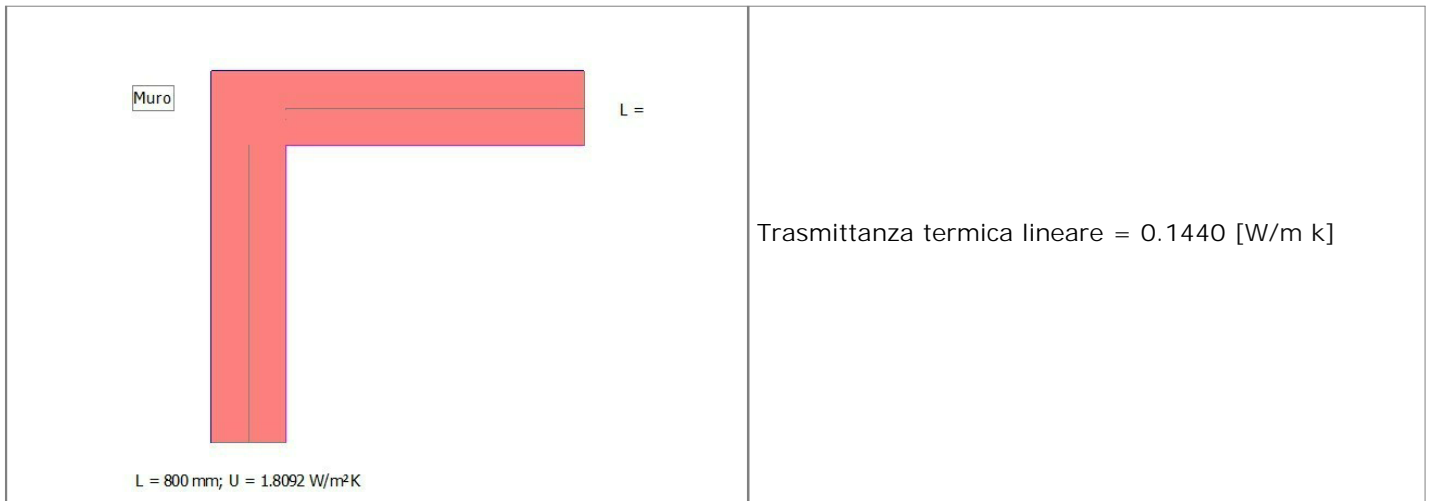 Muro
L =
Trasmittanza termica lineare = 0.1440 [W/m k]
L = 800 mm; U = 1.8092 W/m²K